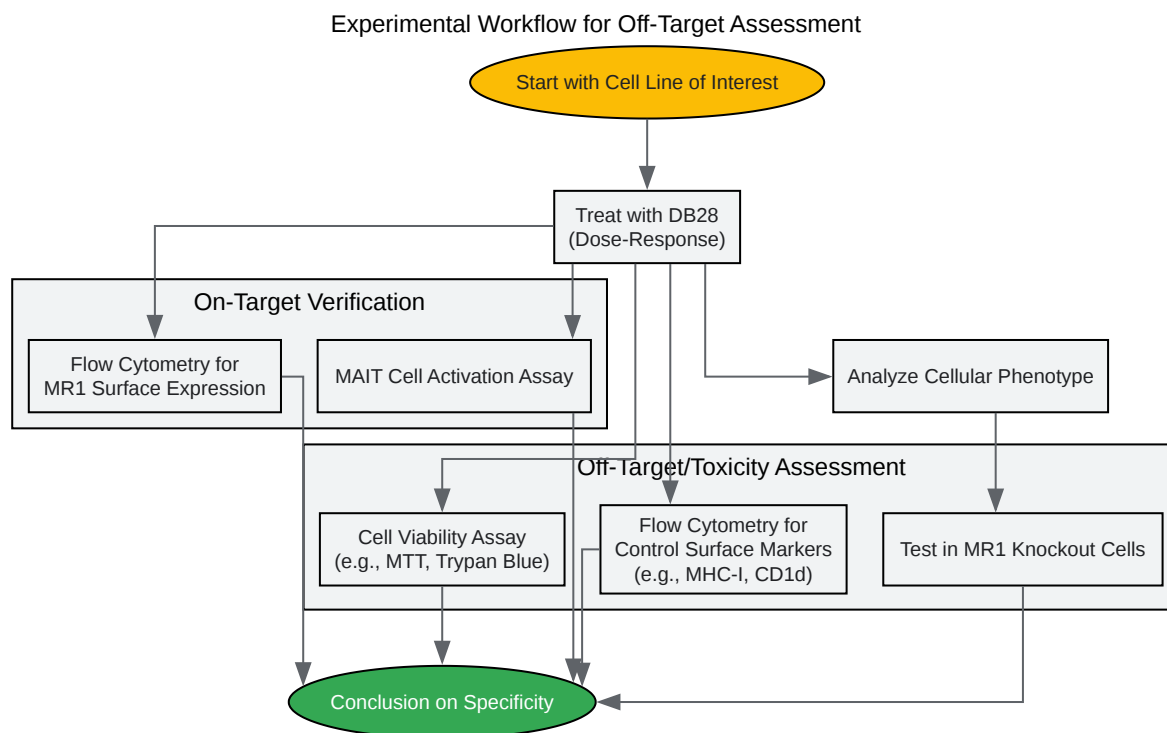 Experimental Workflow for Off-Target Assessment
Start with Cell Line of Interest
Treat with DB28
(Dose-Response)
On-Target Verification
Flow Cytometry for
MR1 Surface Expression
MAIT Cell Activation Assay
Analyze Cellular Phenotype
Off-Target/Toxicity Assessment
Cell Viability Assay
(e.g., MTT, Trypan Blue)
Flow Cytometry for
Control Surface Markers
(e.g., MHC-I, CD1d)
Test in MR1 Knockout Cells
Conclusion on Specificity